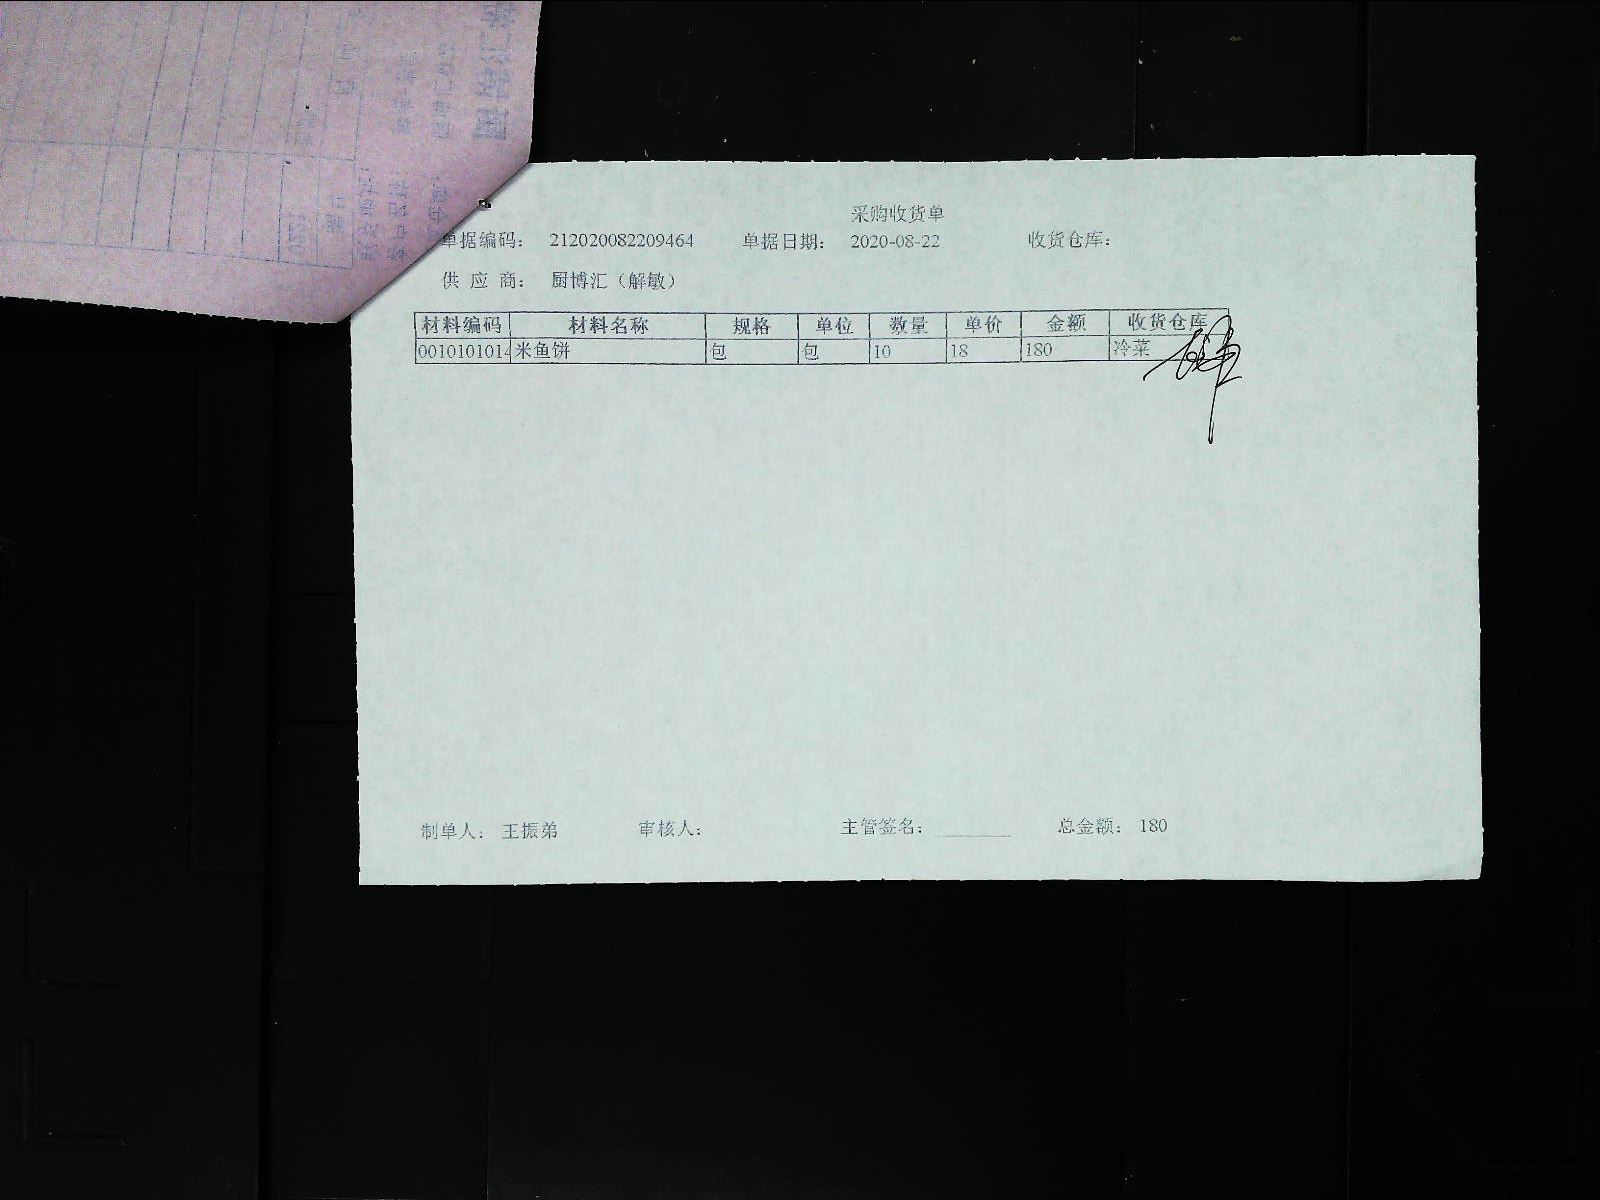 采购收货单
单据编码: 212020082209464 单据日期: 2020-08-22 收货仓库:
供应商: 厨博汇（解敏）
材料编码 材料名称 规格 单位 数量 单价 金额 收货仓库
0010101014 米鱼饼 包 包 10 18 180 冷菜
制单人: 王振弟 审核人: 主管签名: 总金额: 180